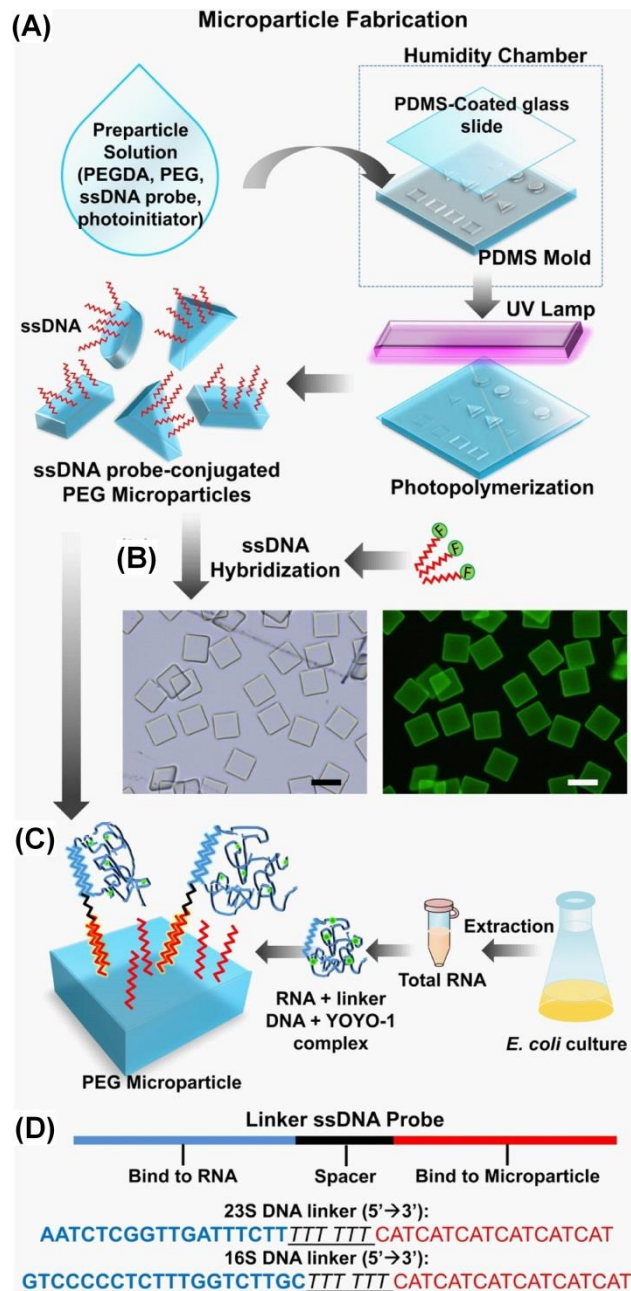 (A)
Microparticle Fabrication
Humidity Chamber
PDMS-Coated glass
slide
Preparticle
Solution
(PEGDA, PEG,
ssDNA probe,
photoinitiator)
PDMS Mold
UV Lamp
ssDNA
ssDNA probe-conjugated
PEG Microparticles
Photopolymerization
(B)
ssDNA
Hybridization
F
F
F
(C)
Extraction
Total RNA
RNA + linker
DNA + YOYO-1
complex
E. coli culture
PEG Microparticle
(D)
Linker ssDNA Probe
Bind to RNA Spacer Bind to Microparticle
23S DNA linker (5'→3'):
AATCTCGGTTGATTTCTTTTT TTTCATCATCATCATCATCAT
16S DNA linker (5'→3'):
GTCCCCCTCTTTGGTCTTGCTTT TTTCATCATCATCATCATCAT